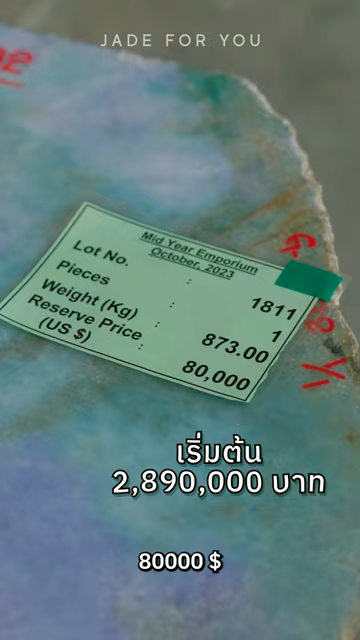 JADE FOR YOU
Mid Year Emporium
October, 2023
Lot No. : 1811
Pieces : 1
Weight (Kg) : 873.00
Reserve Price : 80,000
(US $)
เริ่มต้น
2,890,000 บาท
80000 $